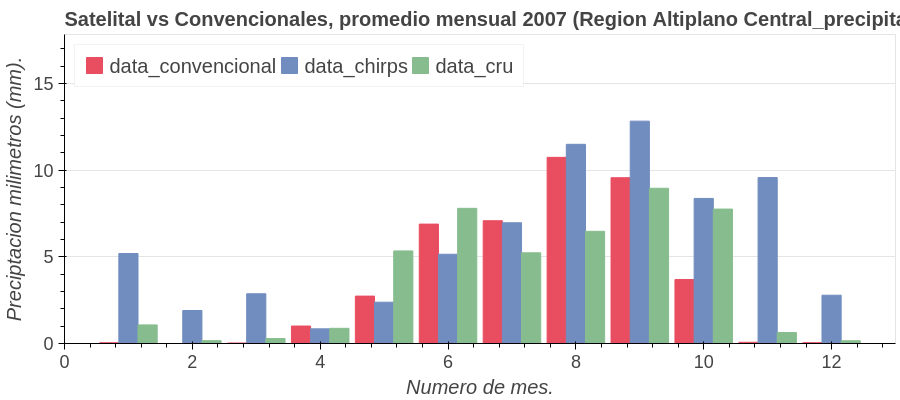 Satelital vs Convencionales, promedio mensual 2007 (Region Altiplano Central_precipita
data_convencional data_chirps data_cru
Preciptacion milimetros (mm).
15
10
5
0
0 2 4 6 8 10 12
Numero de mes.